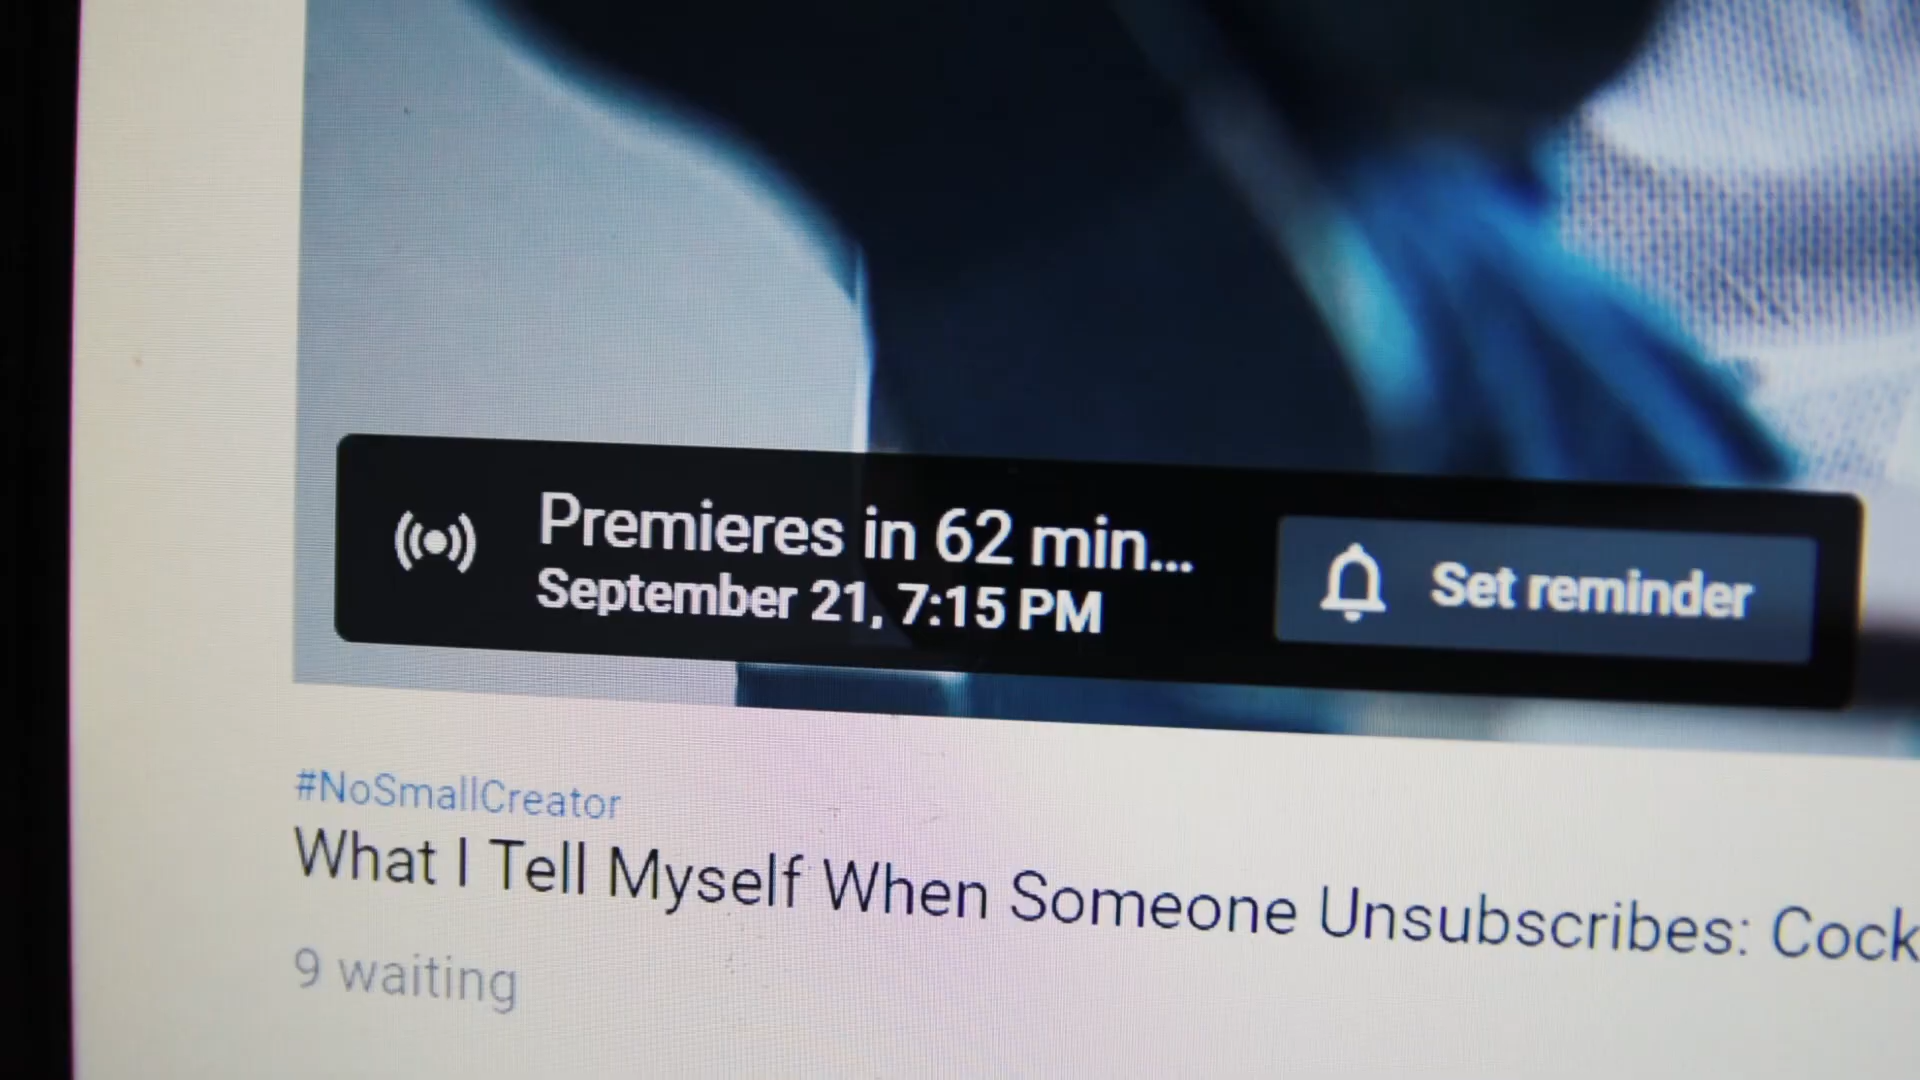 Premieres in 62 min...
September 21, 7:15 PM
Set reminder
#NoSmallCreator
What I Tell Myself When Someone Unsubscribes: Cock
9 waiting